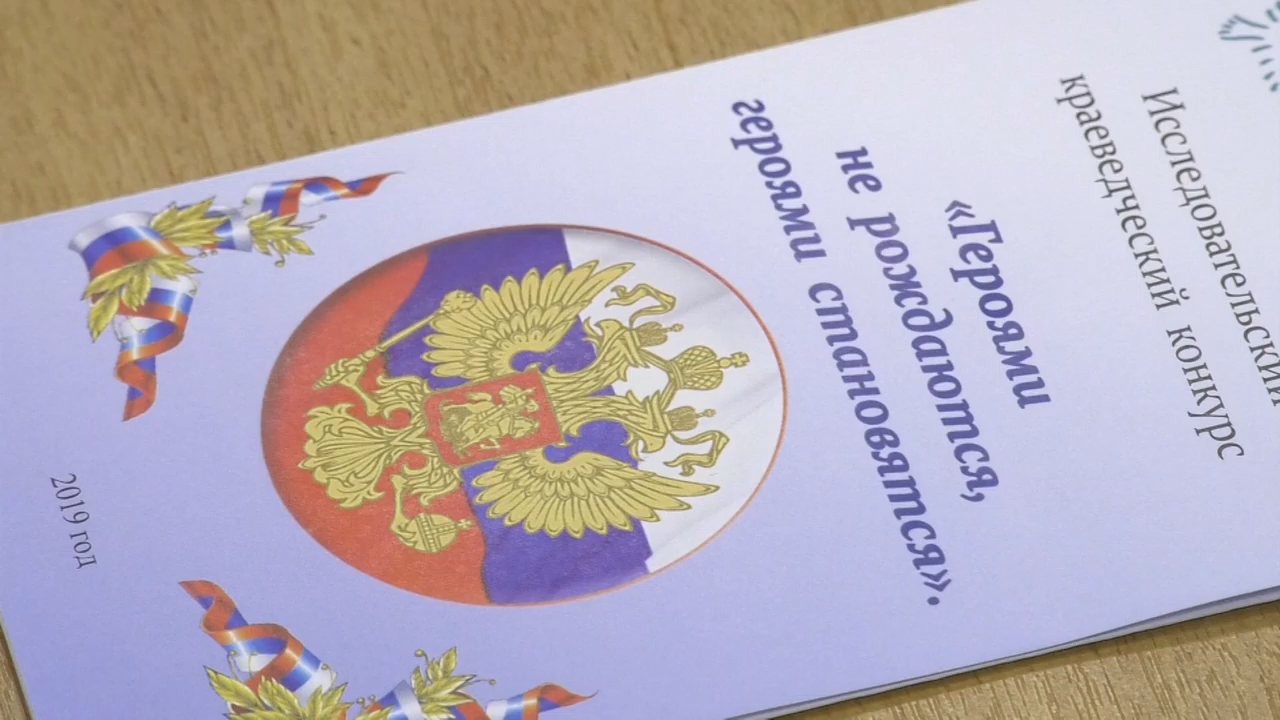 Исследовательский
краеведческий конкурс
«Героями
не рождаются,
героями становятся».
2019 год